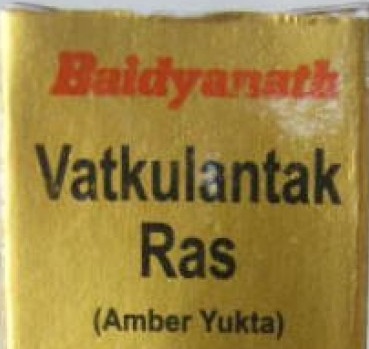 Baidyanath
Vatkulantak
Ras
(Amber Yukta)